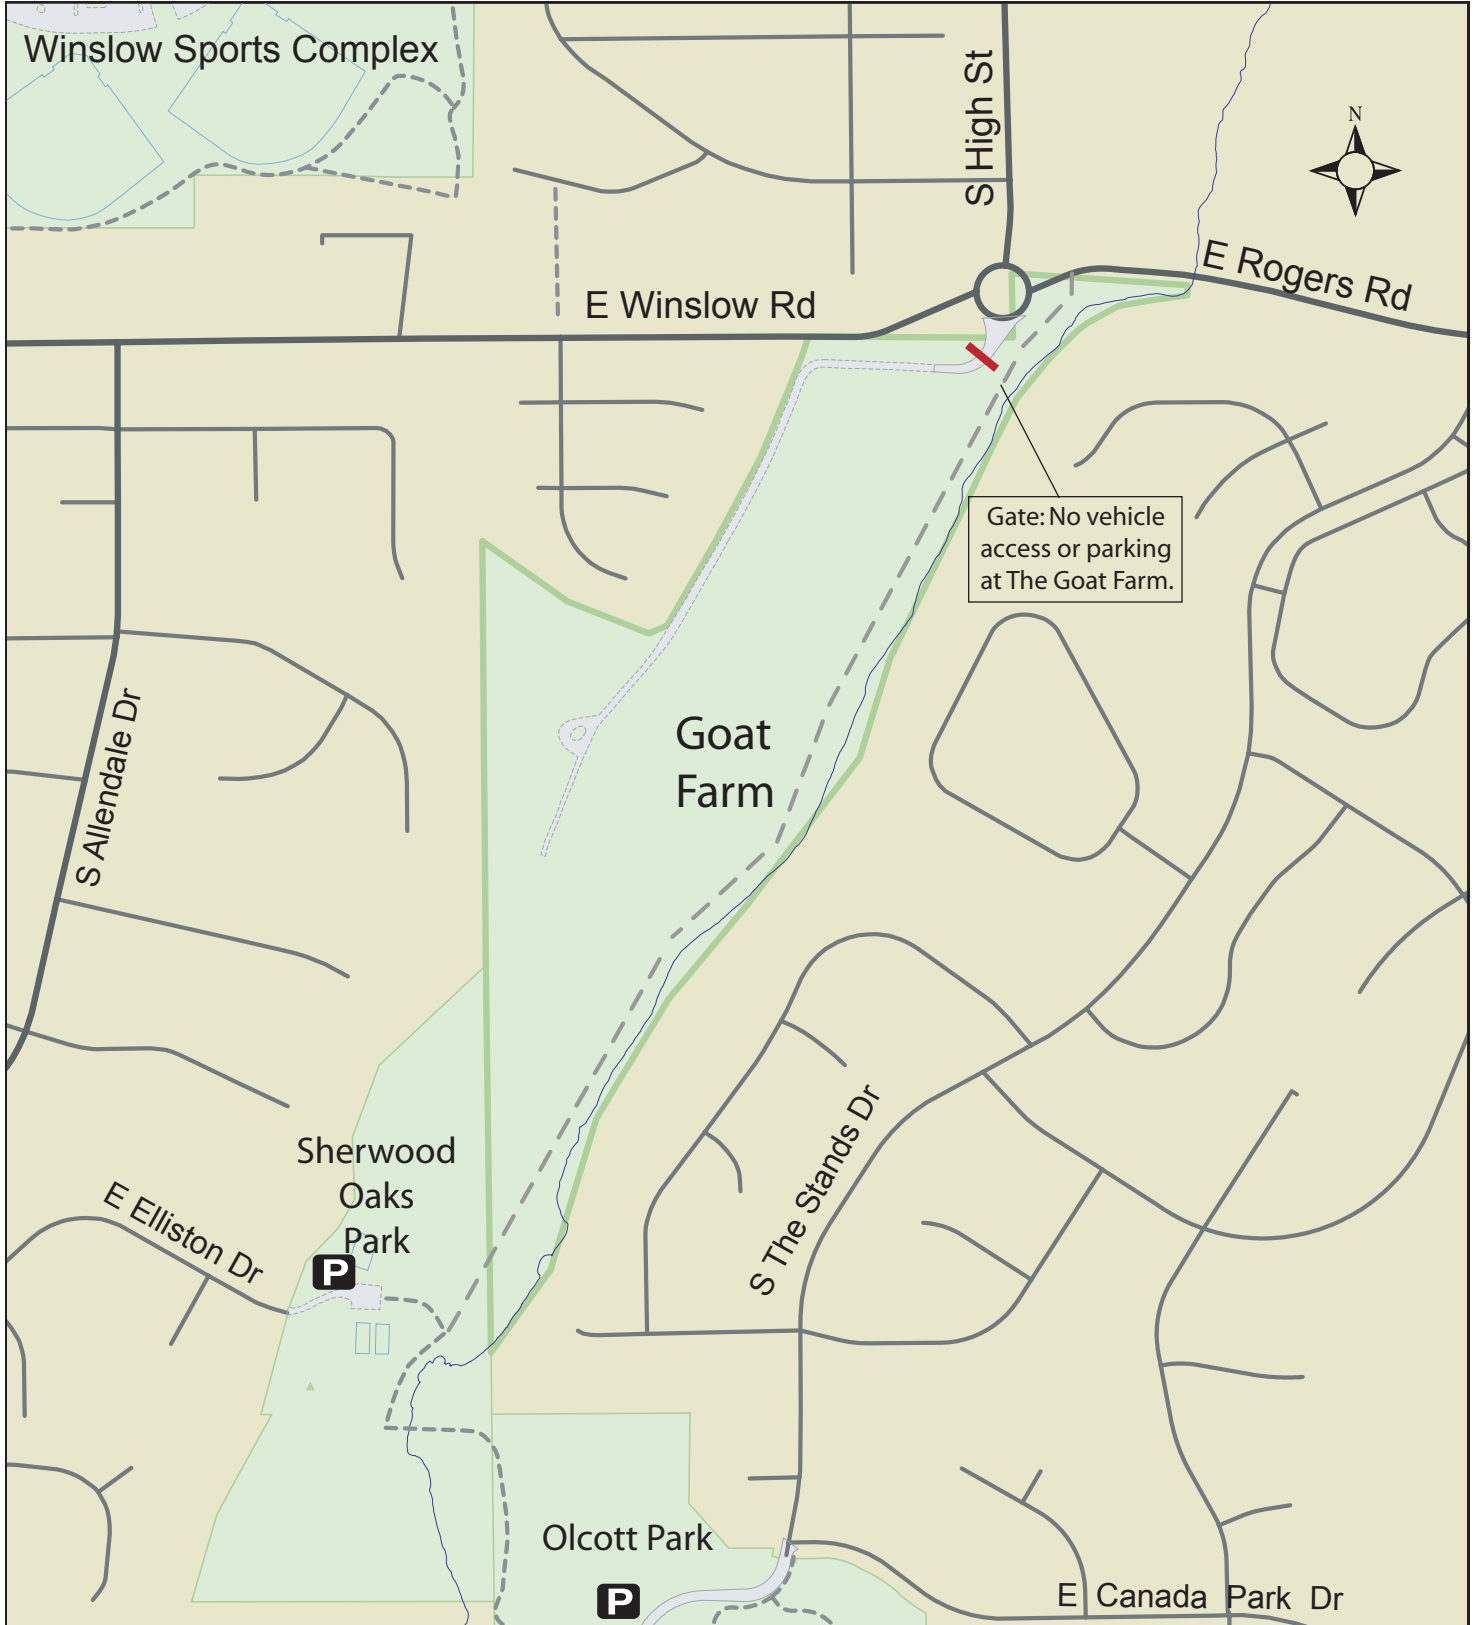 Winslow Sports Complex
S High St
N
E Rogers Rd
E Winslow Rd
Gate: No vehicle
access or parking
at The Goat Farm.
S Allendale Dr
Goat
Farm
Sherwood
Oaks
Park
P
E Elliston Dr
S The Stands Dr
Olcott Park
P
E Canada Park Dr